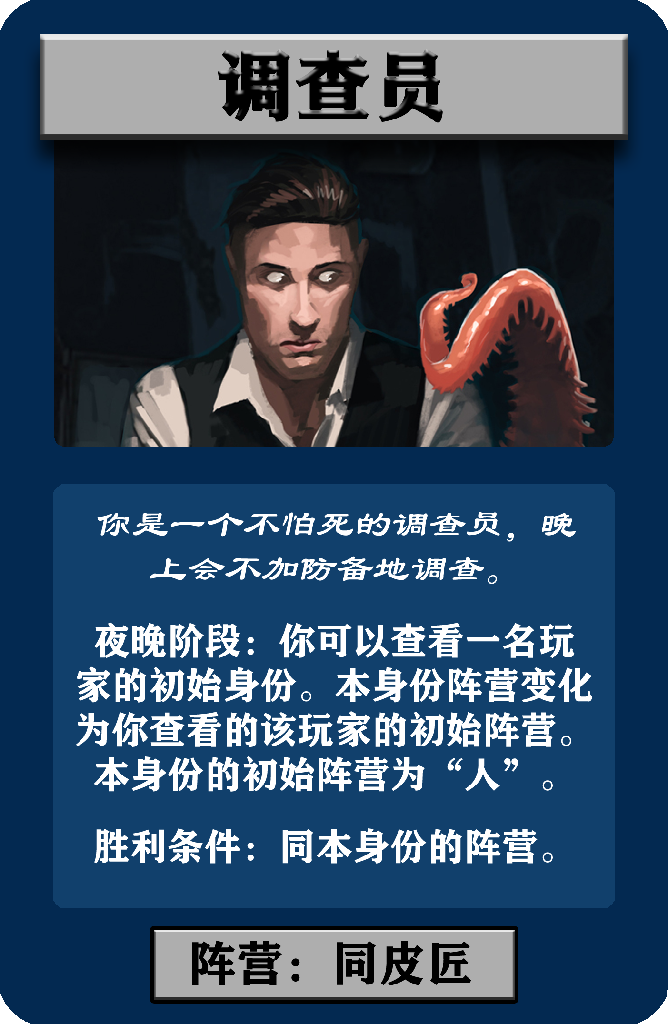 调查员
你是一个不怕死的调查员，晚
上会不加防备地调查。
夜晚阶段：你可以查看一名玩
家的初始身份。本身份阵营变化
为你查看的该玩家的初始阵营。
本身份的初始阵营为“人”。
胜利条件：同本身份的阵营。
阵营：同皮匠